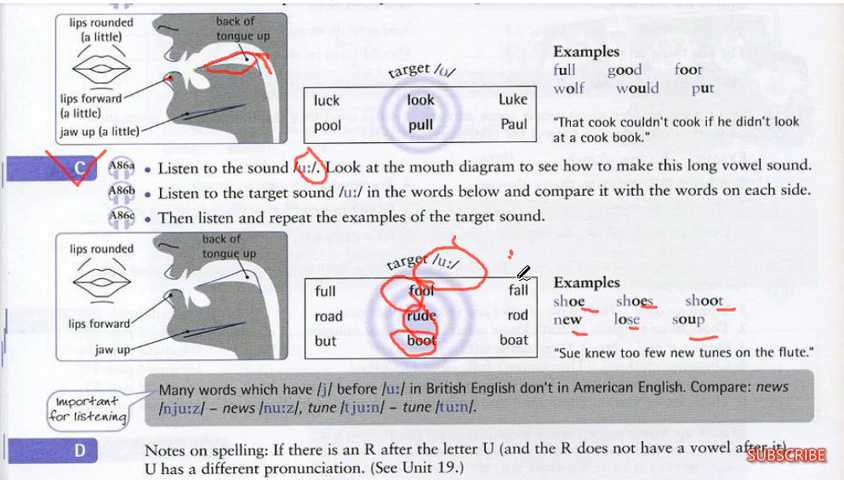 lips rounded
(a little)
back of
tongue up
lips forward
(a little)
jaw up (a little)
target /ʊ/
luck look Luke
pool pull Paul
Examples
full good foot
wolf would put
"That cook couldn't cook if he didn't look
at a cook book."
C
A86a • Listen to the sound /uː/. Look at the mouth diagram to see how to make this long vowel sound.
A86b • Listen to the target sound /uː/ in the words below and compare it with the words on each side.
A86c • Then listen and repeat the examples of the target sound.
lips rounded
back of
tongue up
lips forward
jaw up
target /uː/
full fool fall
road rude rod
but boot boat
Examples
shoe shoes shoot
new lose soup
"Sue knew too few new tunes on the flute."
Important
for listening
Many words which have /j/ before /uː/ in British English don't in American English. Compare: news
/njuːz/ – news /nuːz/, tune /tjuːn/ – tune /tuːn/.
D
Notes on spelling: If there is an R after the letter U (and the R does not have a vowel after it)
U has a different pronunciation. (See Unit 19.)
SUBSCRIBE